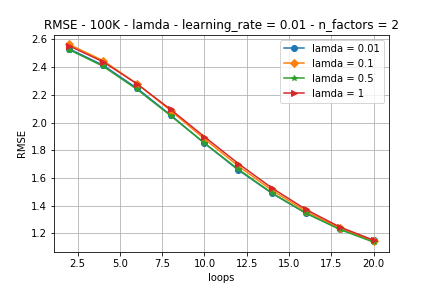 RMSE - 100K - lamda - learning_rate = 0.01 - n_factors = 2
2.6
2.4
2.2
2.0
1.8
1.6
1.4
1.2
RMSE
lamda = 0.01
lamda = 0.1
lamda = 0.5
lamda = 1
2.5 5.0 7.5 10.0 12.5 15.0 17.5 20.0
loops